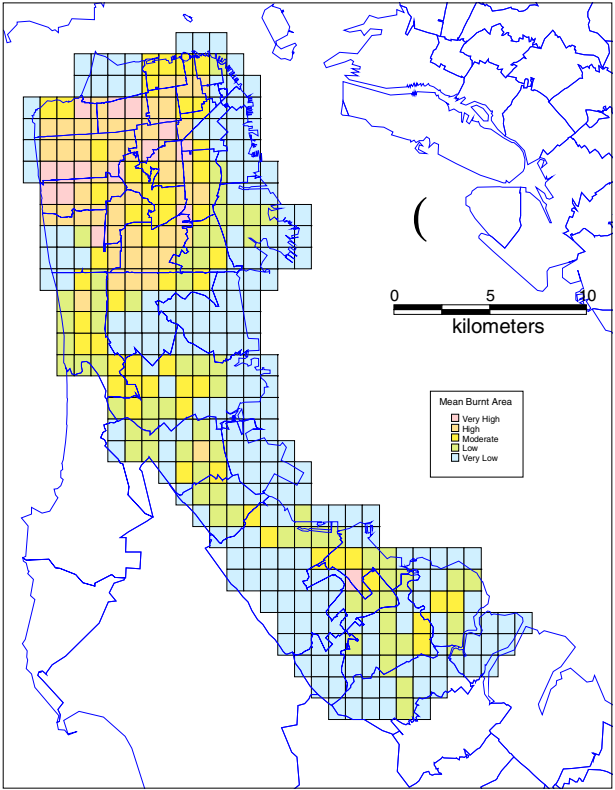 (
0 5 10
kilometers
Mean Burnt Area
Very High
High
Moderate
Low
Very Low